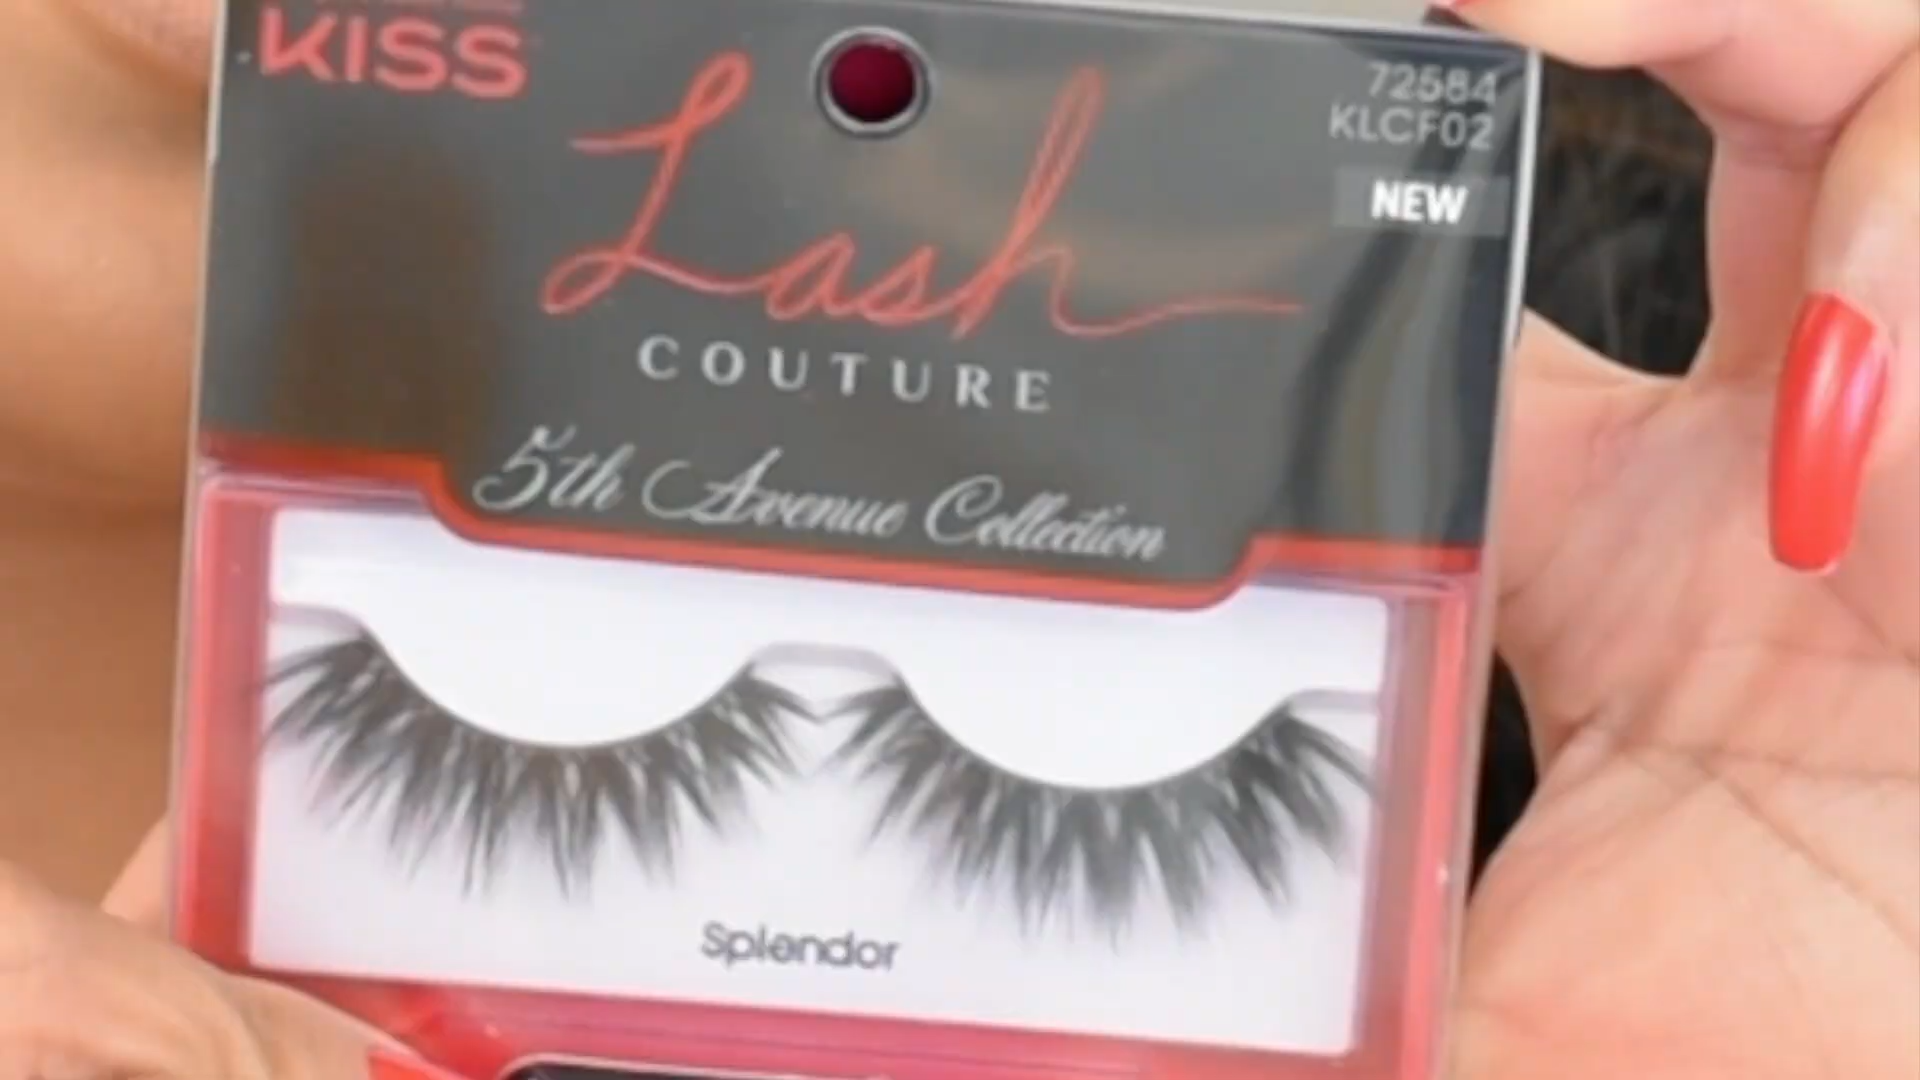 KISS
72584
KLCF02
NEW
Lash
COUTURE
5th Avenue Collection
Splendor